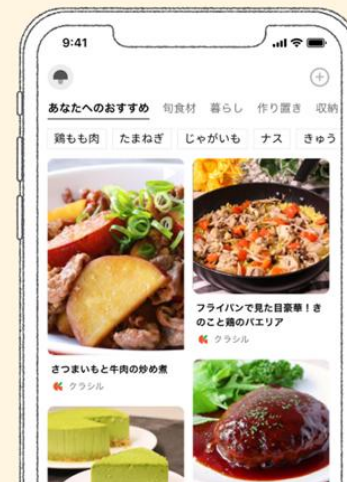 9:41
あなたへのおすすめ 旬食材 暮らし 作り置き 収納
鶏もも肉 たまねぎ じゃがいも ナス きゅう
さつまいもと牛肉の炒め煮
クラシル
フライパンで見た目豪華！き
のこと鶏のパエリア
クラシル